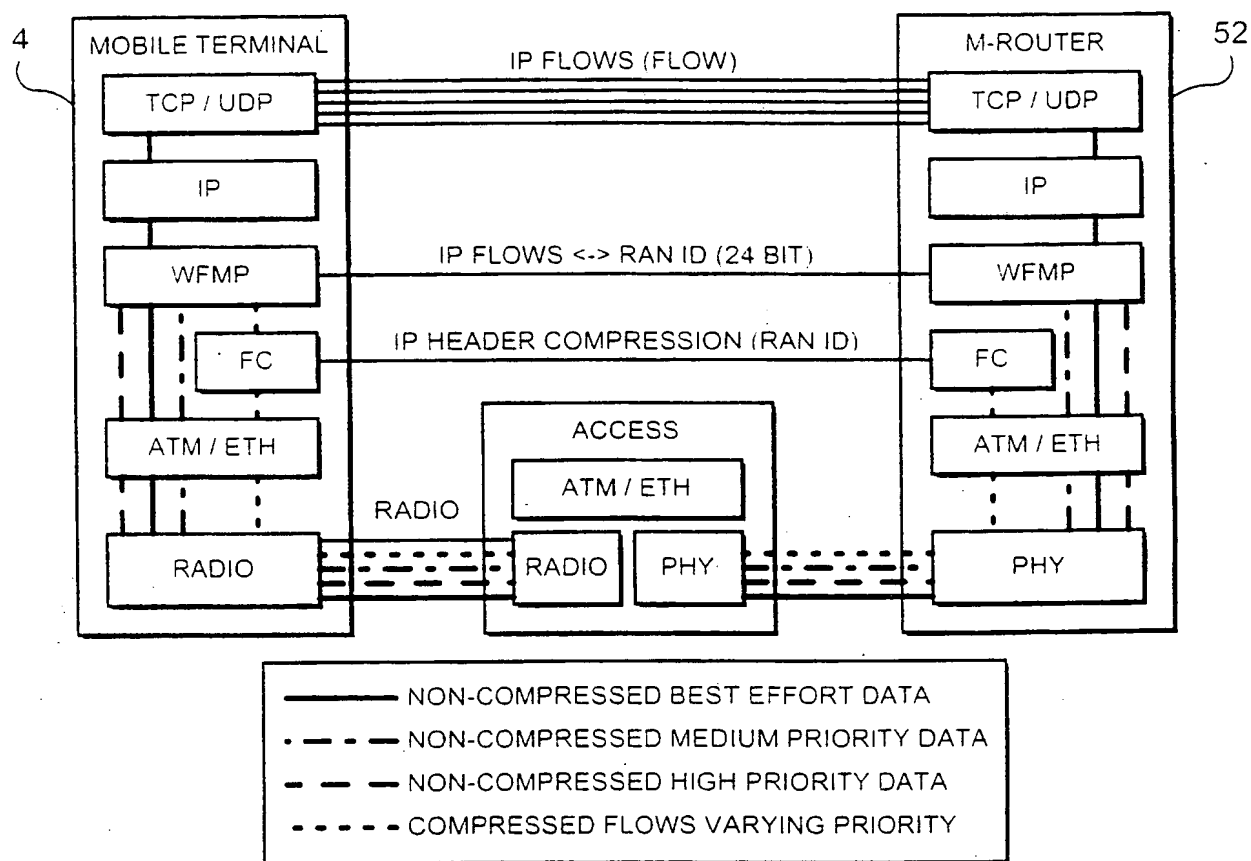 4
MOBILE TERMINAL
M-ROUTER
52
IP FLOWS (FLOW)
TCP / UDP
TCP / UDP
IP
IP
IP FLOWS <-> RAN ID (24 BIT)
WFMP
WFMP
IP HEADER COMPRESSION (RAN ID)
FC
FC
ACCESS
ATM / ETH
ATM / ETH
ATM / ETH
RADIO
RADIO
RADIO
PHY
PHY
NON-COMPRESSED BEST EFFORT DATA
NON-COMPRESSED MEDIUM PRIORITY DATA
NON-COMPRESSED HIGH PRIORITY DATA
COMPRESSED FLOWS VARYING PRIORITY